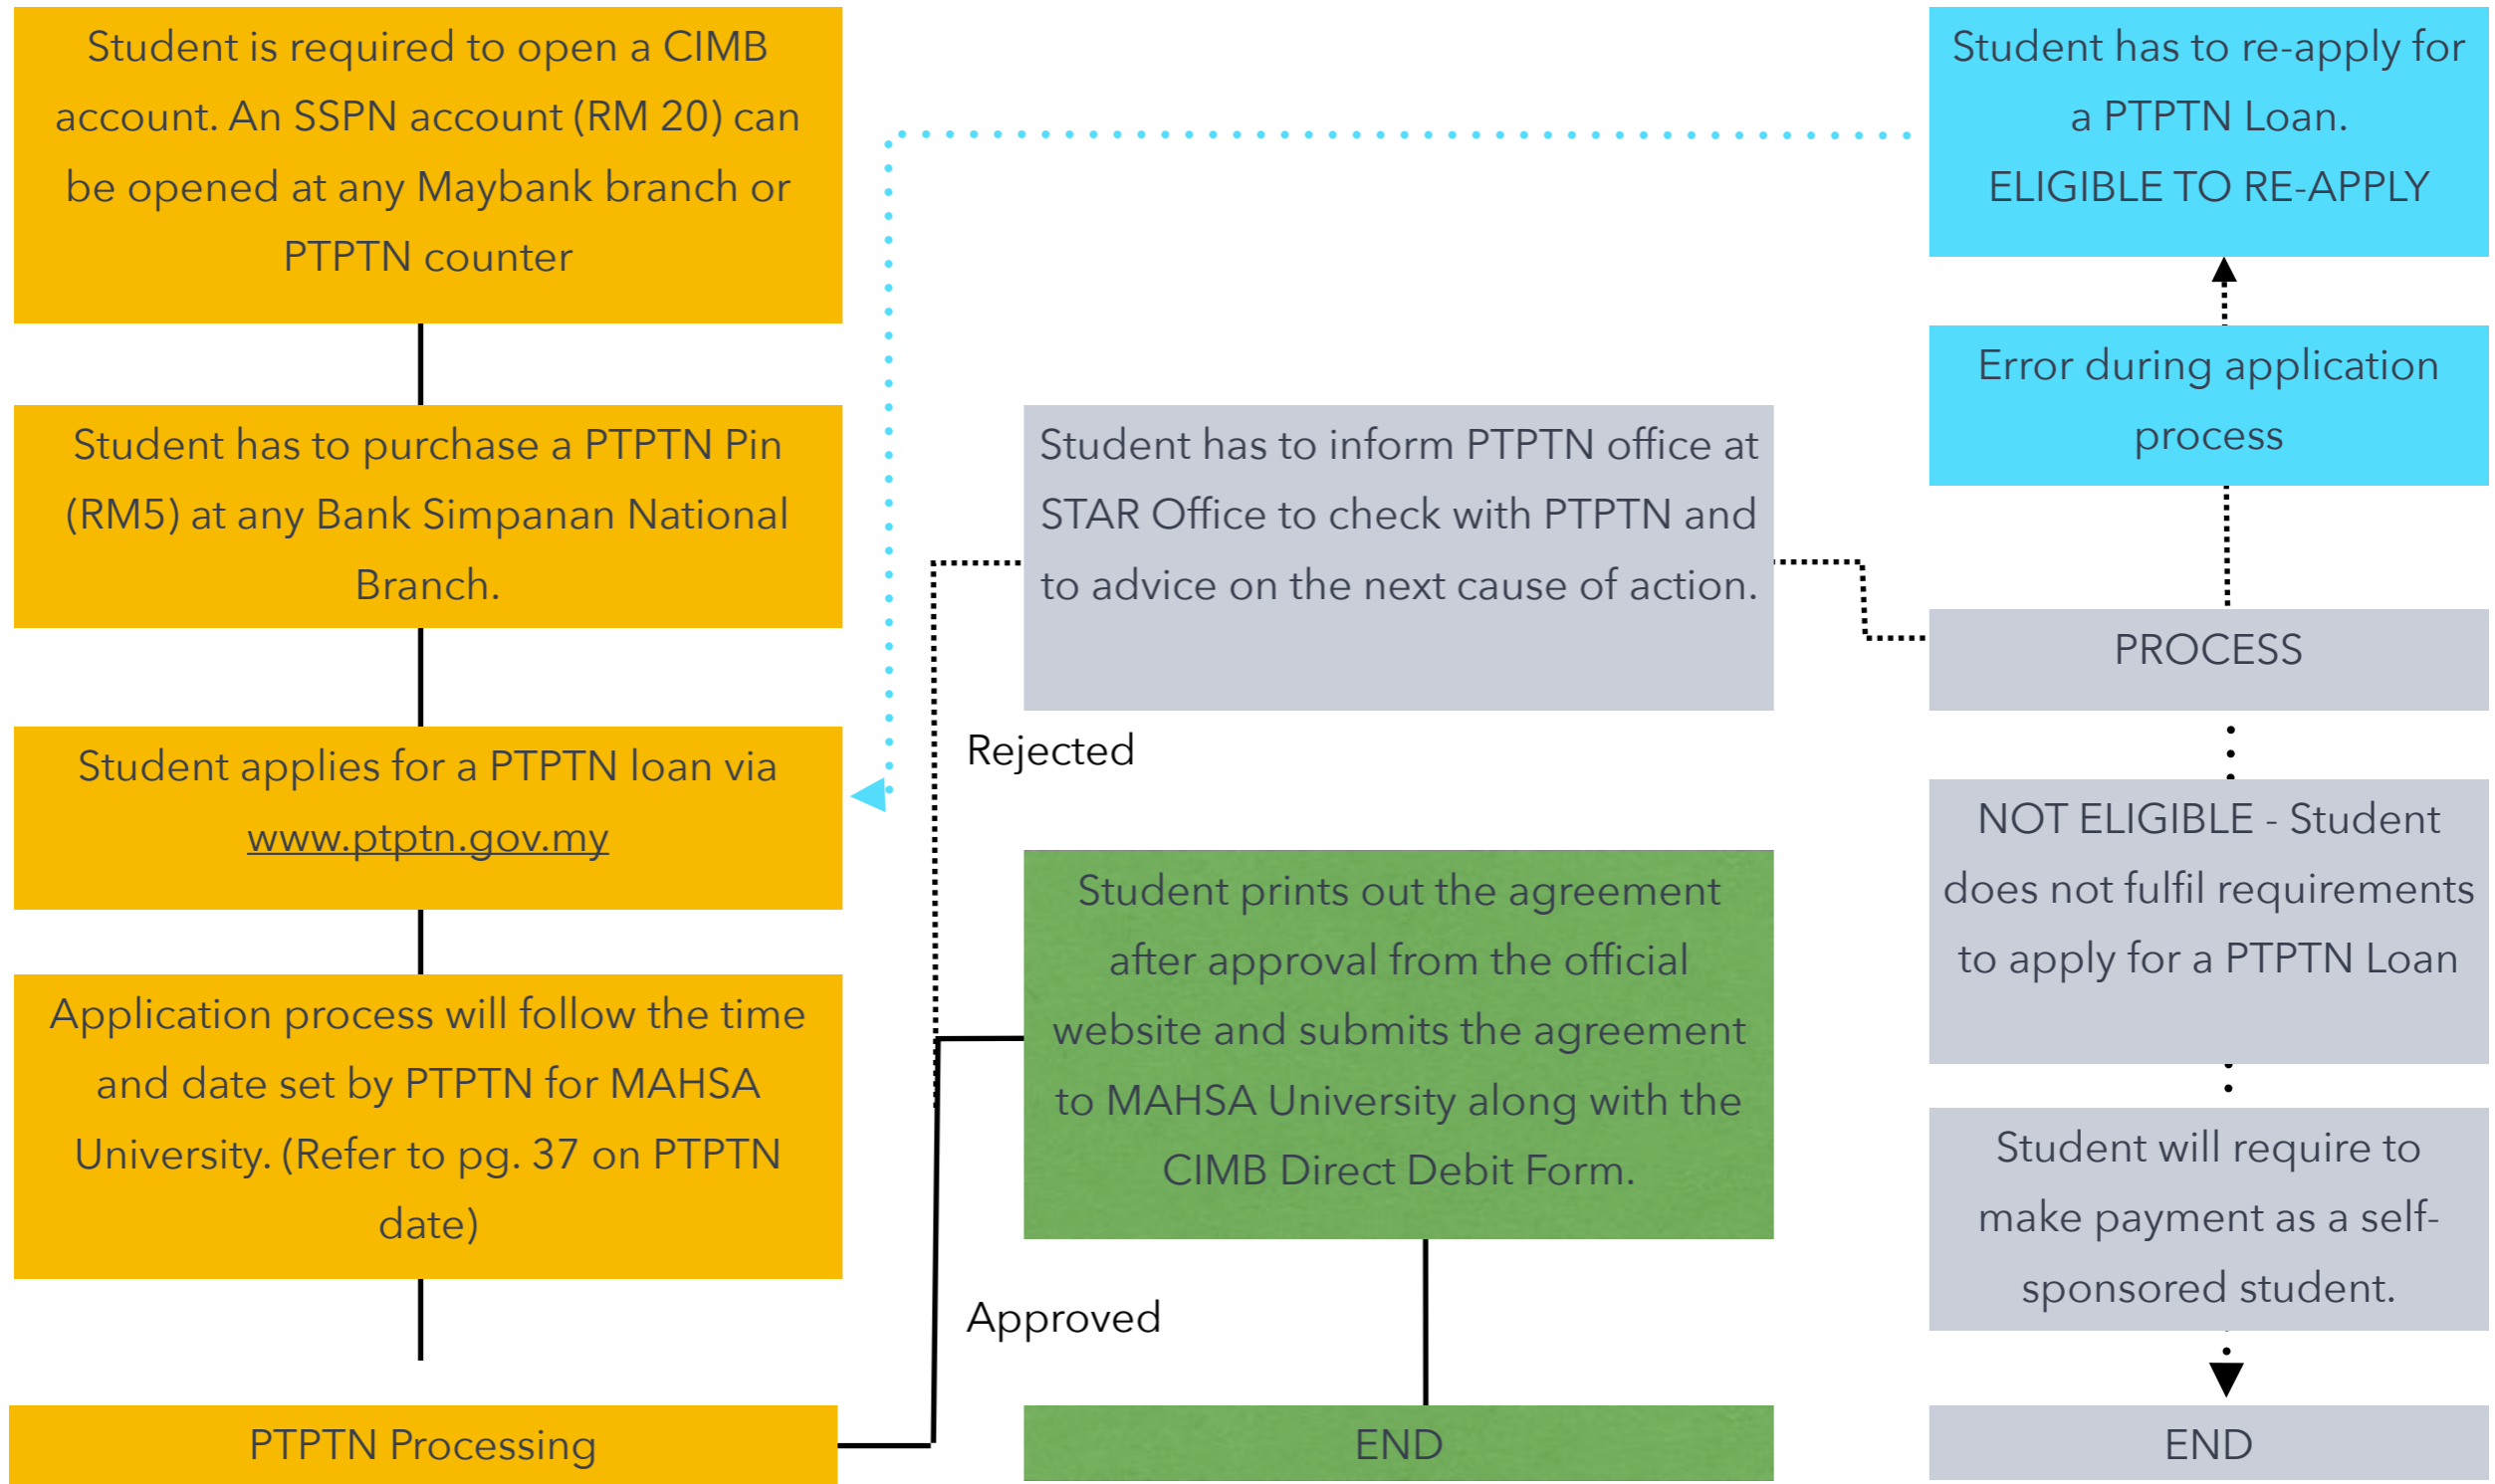 Student is required to open a CIMB
account. An SSPN account (RM 20) can
be opened at any Maybank branch or
PTPTN counter
Student has to purchase a PTPTN Pin
(RM5) at any Bank Simpanan National
Branch.
Student applies for a PTPTN loan via
www.ptptn.gov.my
Application process will follow the time
and date set by PTPTN for MAHSA
University. (Refer to pg. 37 on PTPTN
date)
PTPTN Processing
Student has to inform PTPTN office at
STAR Office to check with PTPTN and
to advice on the next cause of action.
Rejected
Student prints out the agreement
after approval from the official
website and submits the agreement
to MAHSA University along with the
CIMB Direct Debit Form.
Approved
END
Student has to re-apply for
a PTPTN Loan.
ELIGIBLE TO RE-APPLY
Error during application
process
PROCESS
NOT ELIGIBLE - Student
does not fulfil requirements
to apply for a PTPTN Loan
Student will require to
make payment as a self-
sponsored student.
END